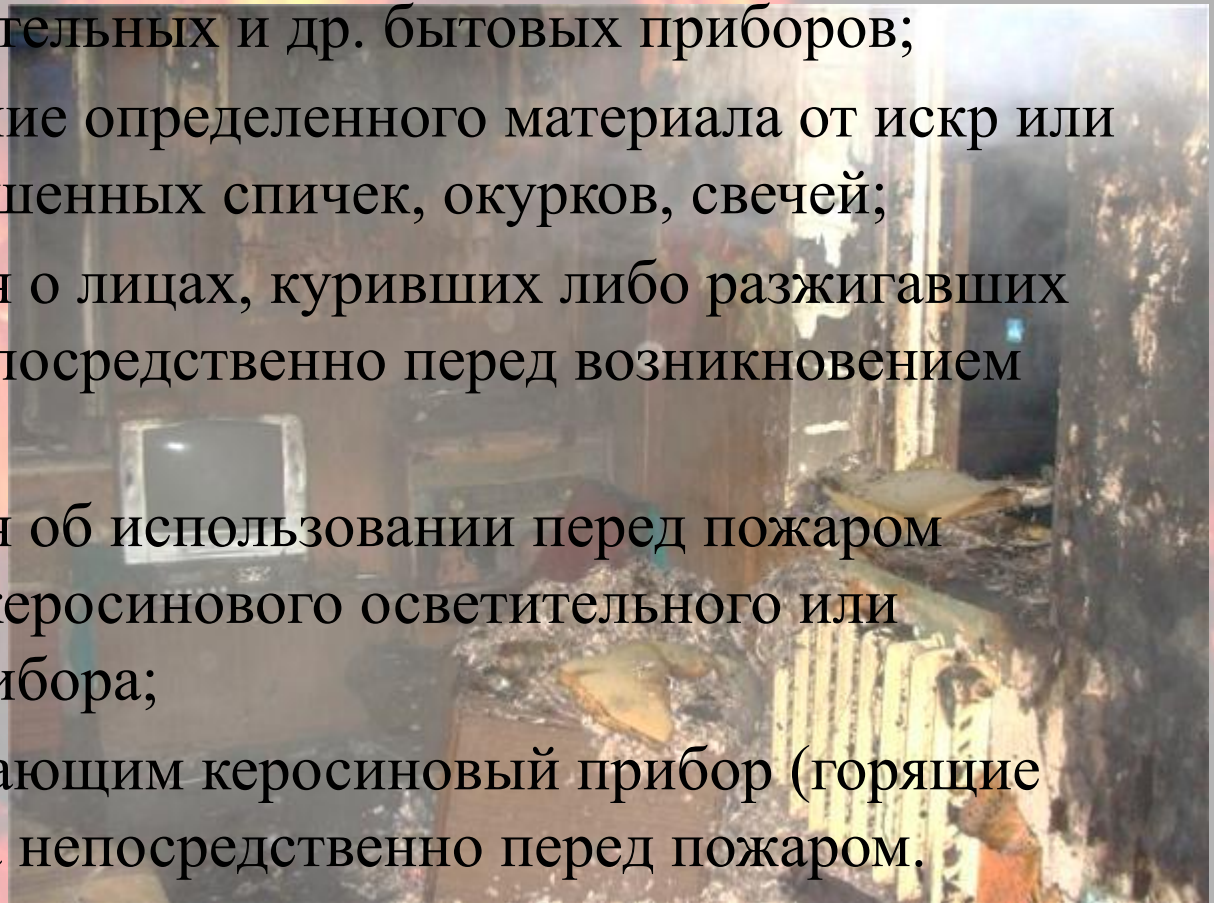 тельных и др. бытовых приборов;
ие определенного материала от искр или
шенных спичек, окурков, свечей;
я о лицах, куривших либо разжигавших
посредственно перед возникновением
я об использовании перед пожаром
керосинового осветительного или
ибора;
ающим керосиновый прибор (горящие
непосредственно перед пожаром.